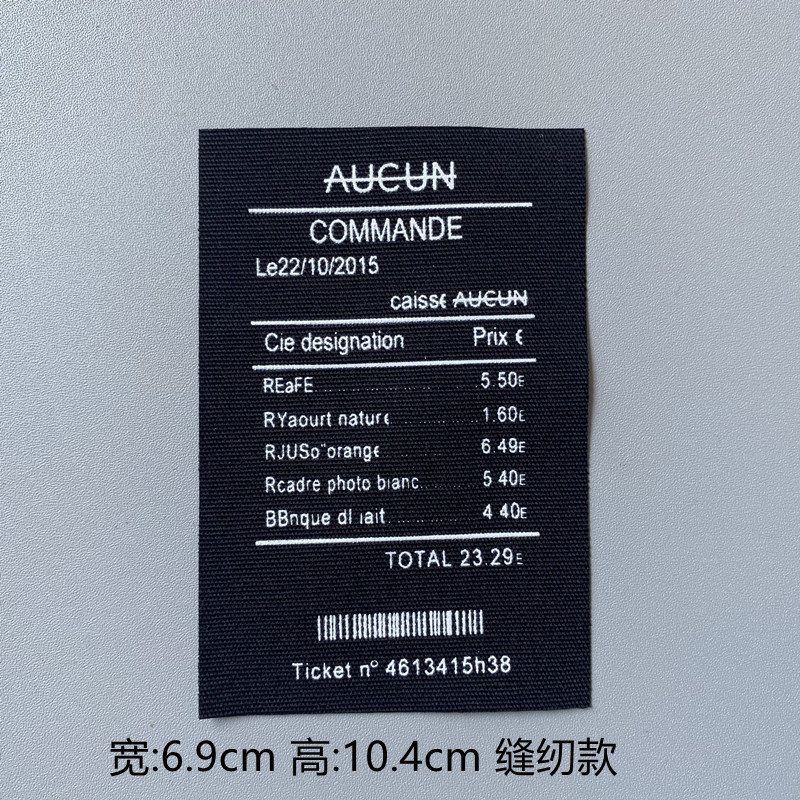 AUCUN
COMMANDE
Le22/10/2015
caisse AUCUN
Cie designation Prix €
REaFE 5.50E
RYaourt nature 1.60E
RJUSo"orange 6.49E
Rcadre photo bianc 5 40E
BBnque dl iait 4 40E
TOTAL 23.29E
Ticket n° 4613415h38
宽:6.9cm 高:10.4cm 缝纫款